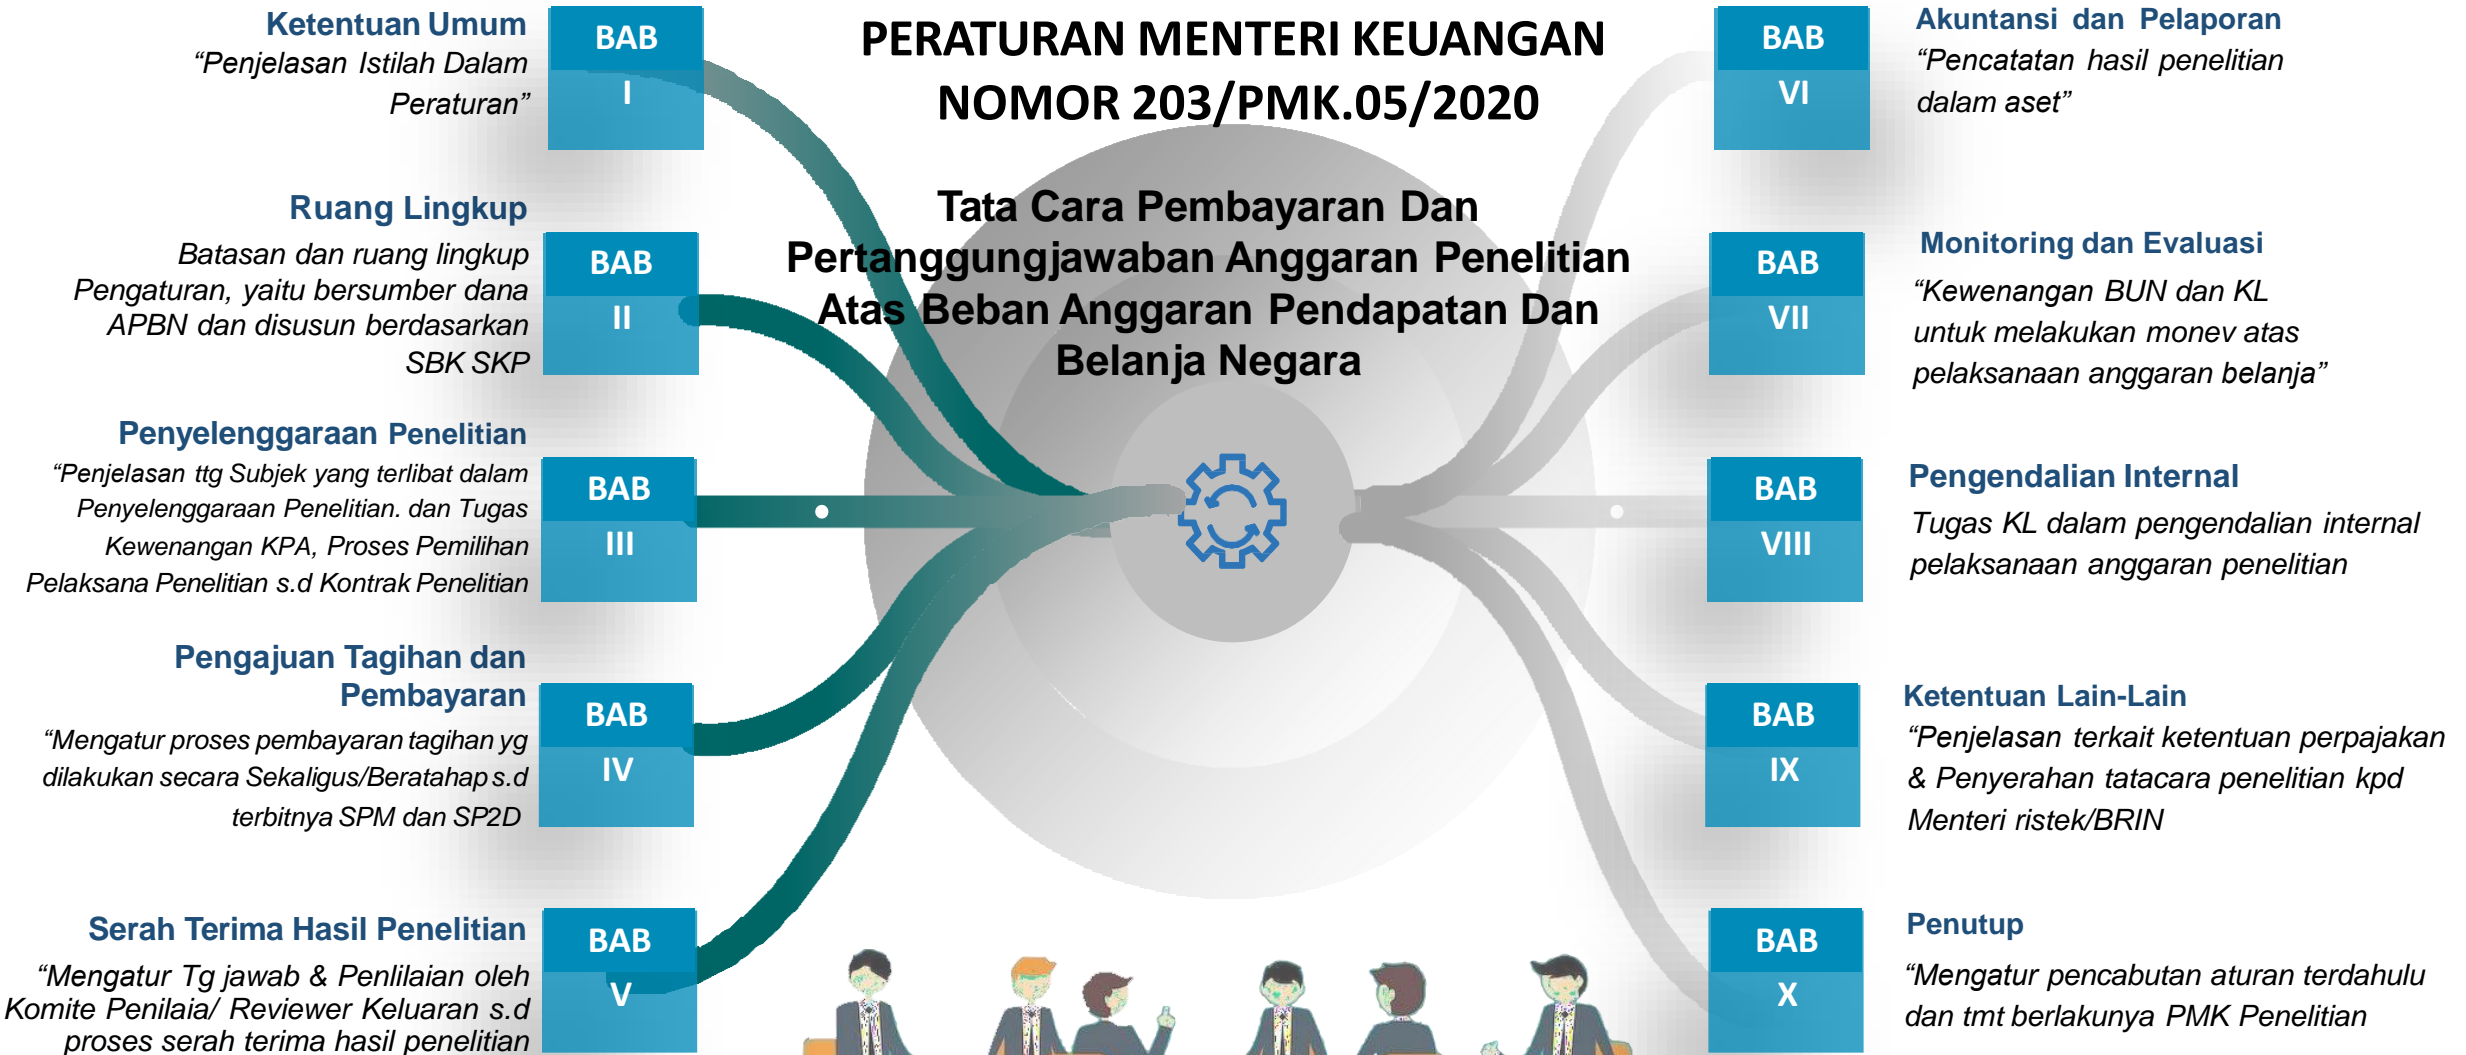 PERATURAN MENTERI KEUANGAN
NOMOR 203/PMK.05/2020
Tata Cara Pembayaran Dan
Pertanggungjawaban Anggaran Penelitian
Atas Beban Anggaran Pendapatan Dan
Belanja Negara
Ketentuan Umum
“Penjelasan Istilah Dalam
Peraturan”
BAB
I
Ruang Lingkup
Batasan dan ruang lingkup
Pengaturan, yaitu bersumber dana
APBN dan disusun berdasarkan
SBK SKP
BAB
II
Penyelenggaraan Penelitian
“Penjelasan ttg Subjek yang terlibat dalam
Penyelenggaraan Penelitian. dan Tugas
Kewenangan KPA, Proses Pemilihan
Pelaksana Penelitian s.d Kontrak Penelitian
BAB
III
Pengajuan Tagihan dan
Pembayaran
“Mengatur proses pembayaran tagihan yg
dilakukan secara Sekaligus/Beratahap s.d
terbitnya SPM dan SP2D
BAB
IV
Serah Terima Hasil Penelitian
“Mengatur Tg jawab & Penlilaian oleh
Komite Penilaia/ Reviewer Keluaran s.d
proses serah terima hasil penelitian
BAB
V
BAB
VI
Akuntansi dan Pelaporan
“Pencatatan hasil penelitian
dalam aset”
BAB
VII
Monitoring dan Evaluasi
“Kewenangan BUN dan KL
untuk melakukan monev atas
pelaksanaan anggaran belanja”
BAB
VIII
Pengendalian Internal
Tugas KL dalam pengendalian internal
pelaksanaan anggaran penelitian
BAB
IX
Ketentuan Lain-Lain
“Penjelasan terkait ketentuan perpajakan
& Penyerahan tatacara penelitian kpd
Menteri ristek/BRIN
BAB
X
Penutup
“Mengatur pencabutan aturan terdahulu
dan tmt berlakunya PMK Penelitian